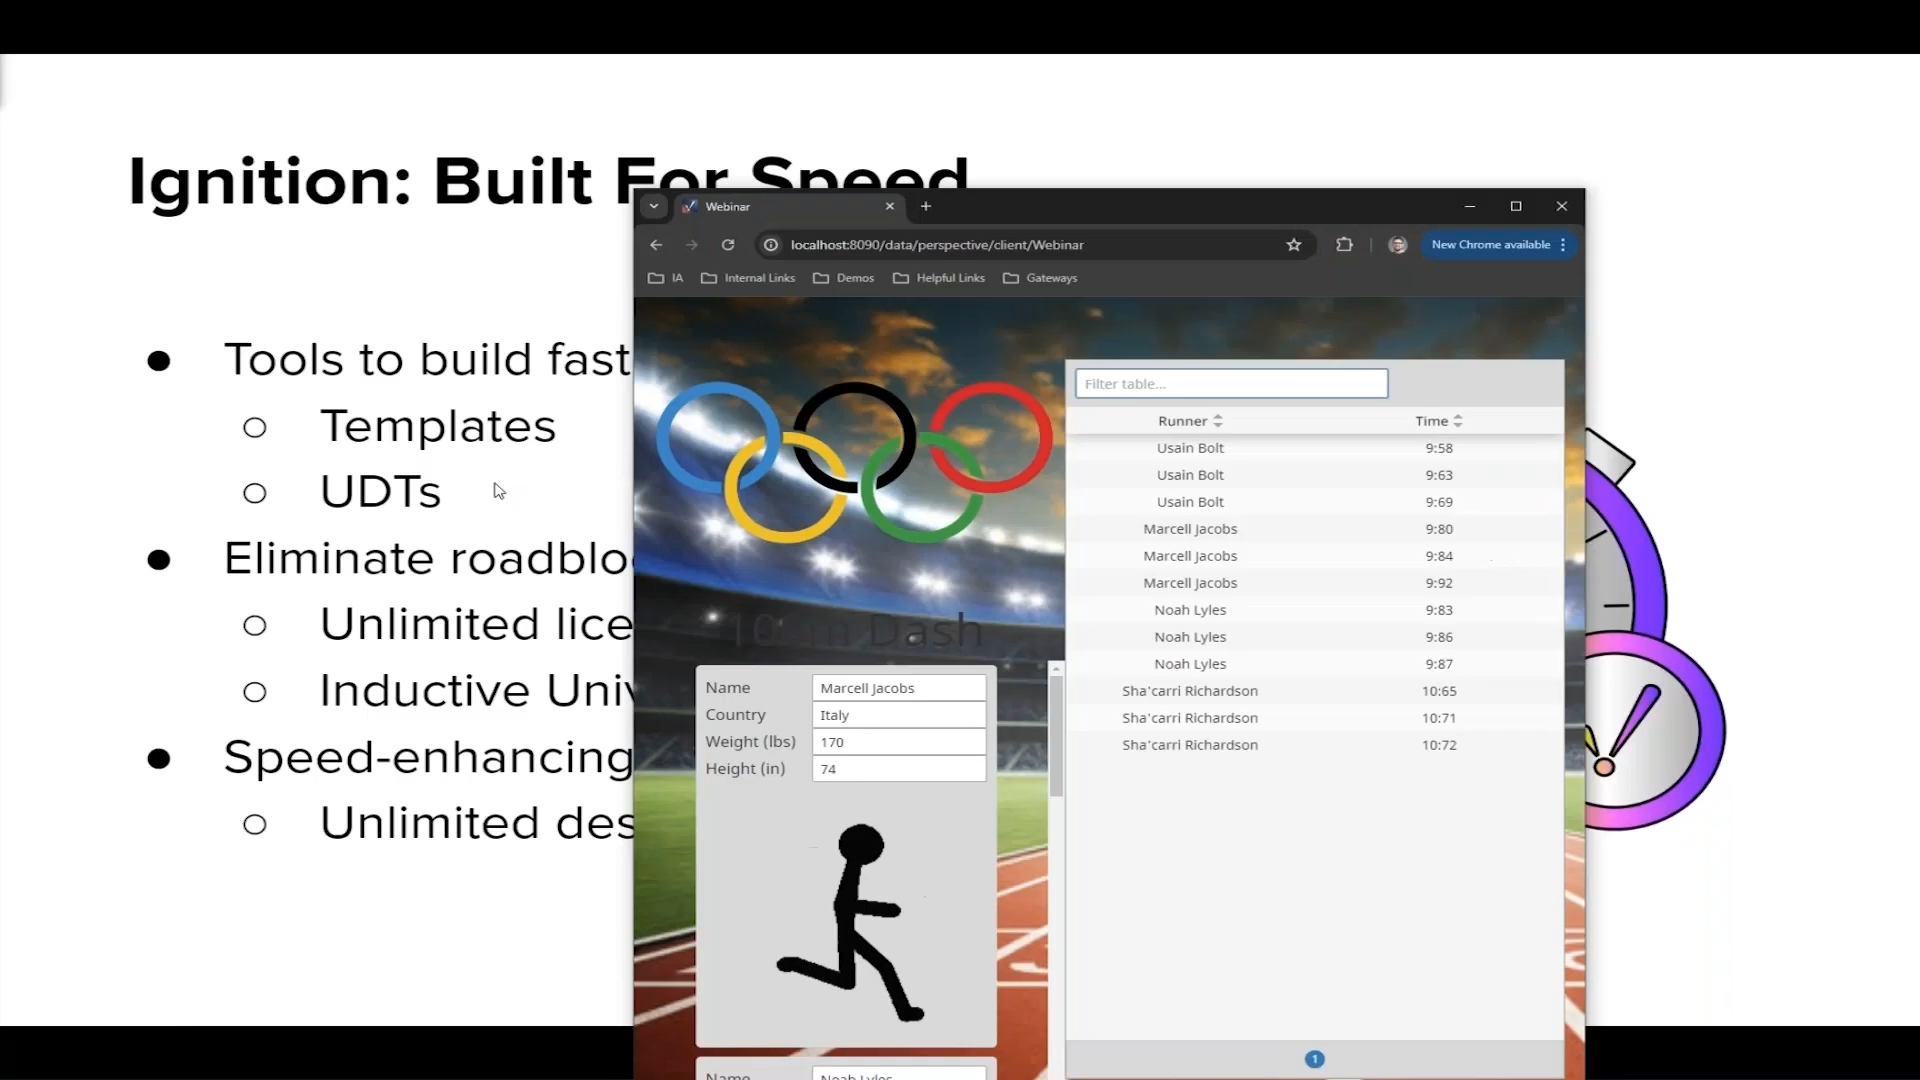 Ignition: Built For Speed
Tools to build fast
Templates
UDTs
Eliminate
Unlimited
Inductive
Speed-enhancing
Unlimited
Webinar
localhost:8090/data/perspective/client/Webinar
New Chrome available
IA
Internal Links
Demos
Helpful Links
Gateways
Dash
Name Marcell Jacobs
Country Italy
Weight (lbs) 170
Height (in) 74
Name Noah Lyles
Filter table...
Runner Time
Usain Bolt 9:58
Usain Bolt 9:63
Usain Bolt 9:69
Marcell Jacobs 9:80
Marcell Jacobs 9:84
Marcell Jacobs 9:92
Noah Lyles 9:83
Noah Lyles 9:86
Noah Lyles 9:87
Sha'carri Richardson 10:65
Sha'carri Richardson 10:71
Sha'carri Richardson 10:72
1